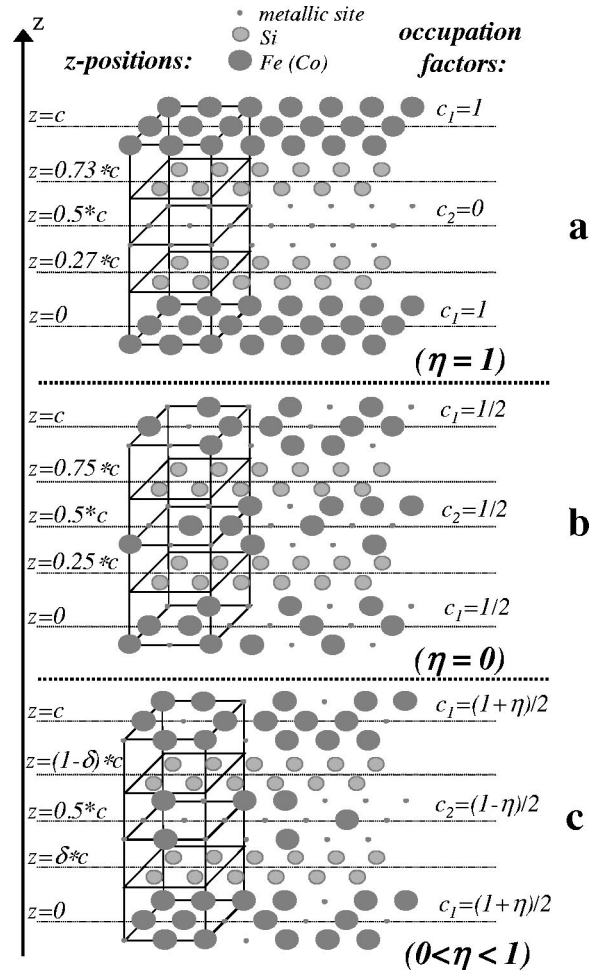 z
metallic site
Si
Fe (Co)
z-positions:
occupation factors:
z=c
c₁=1
z=0.73*c
z=0.5*c
c₂=0
a
z=0.27*c
z=0
c₁=1
(η = 1)
z=c
c₁=1/2
z=0.75*c
z=0.5*c
c₂=1/2
b
z=0.25*c
z=0
c₁=1/2
(η = 0)
z=c
c₁=(1+η)/2
z=(1-δ)*c
z=0.5*c
c₂=(1-η)/2
c
z=δ*c
z=0
c₁=(1+η)/2
(0<η<1)